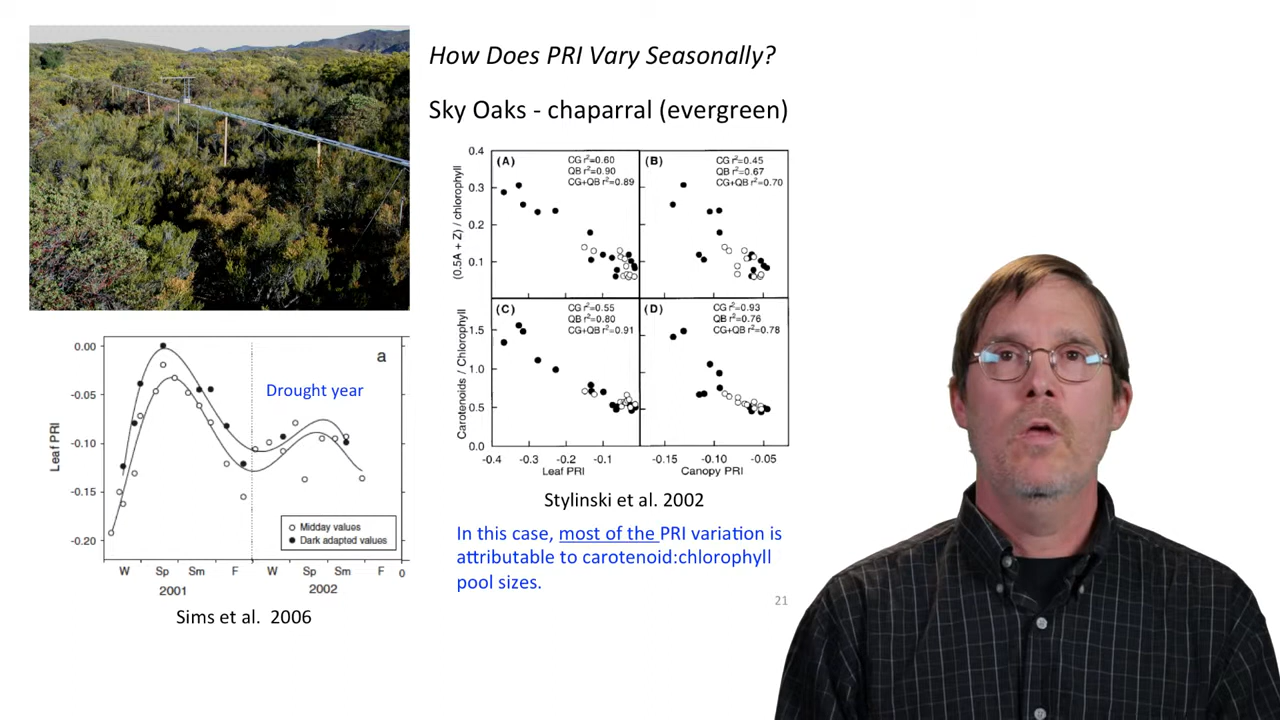 How Does PRI Vary Seasonally?
Sky Oaks - chaparral (evergreen)
0.4
0.3
0.2
0.1
(0.5A + Z) / chlorophyll
(A)
CG r²=0.60
QB r²=0.90
CG+QB r²=0.89
(B)
CG r²=0.45
QB r²=0.67
CG+QB r²=0.70
1.5
1.0
0.5
0.0
Carotenoids / Chlorophyll
(C)
CG r²=0.55
QB r²=0.80
CG+QB r²=0.91
(D)
CG r²=0.93
QB r²=0.76
CG+QB r²=0.78
-0.4 -0.3 -0.2 -0.1
Leaf PRI
-0.15 -0.10 -0.05
Canopy PRI
Stylinski et al. 2002
In this case, most of the PRI variation is
attributable to carotenoid:chlorophyll
pool sizes.
21
0.00
-0.05
-0.10
-0.15
-0.20
Leaf PRI
a
Drought year
Midday values
Dark adapted values
W Sp Sm F W Sp Sm F 0
2001 2002
Sims et al. 2006